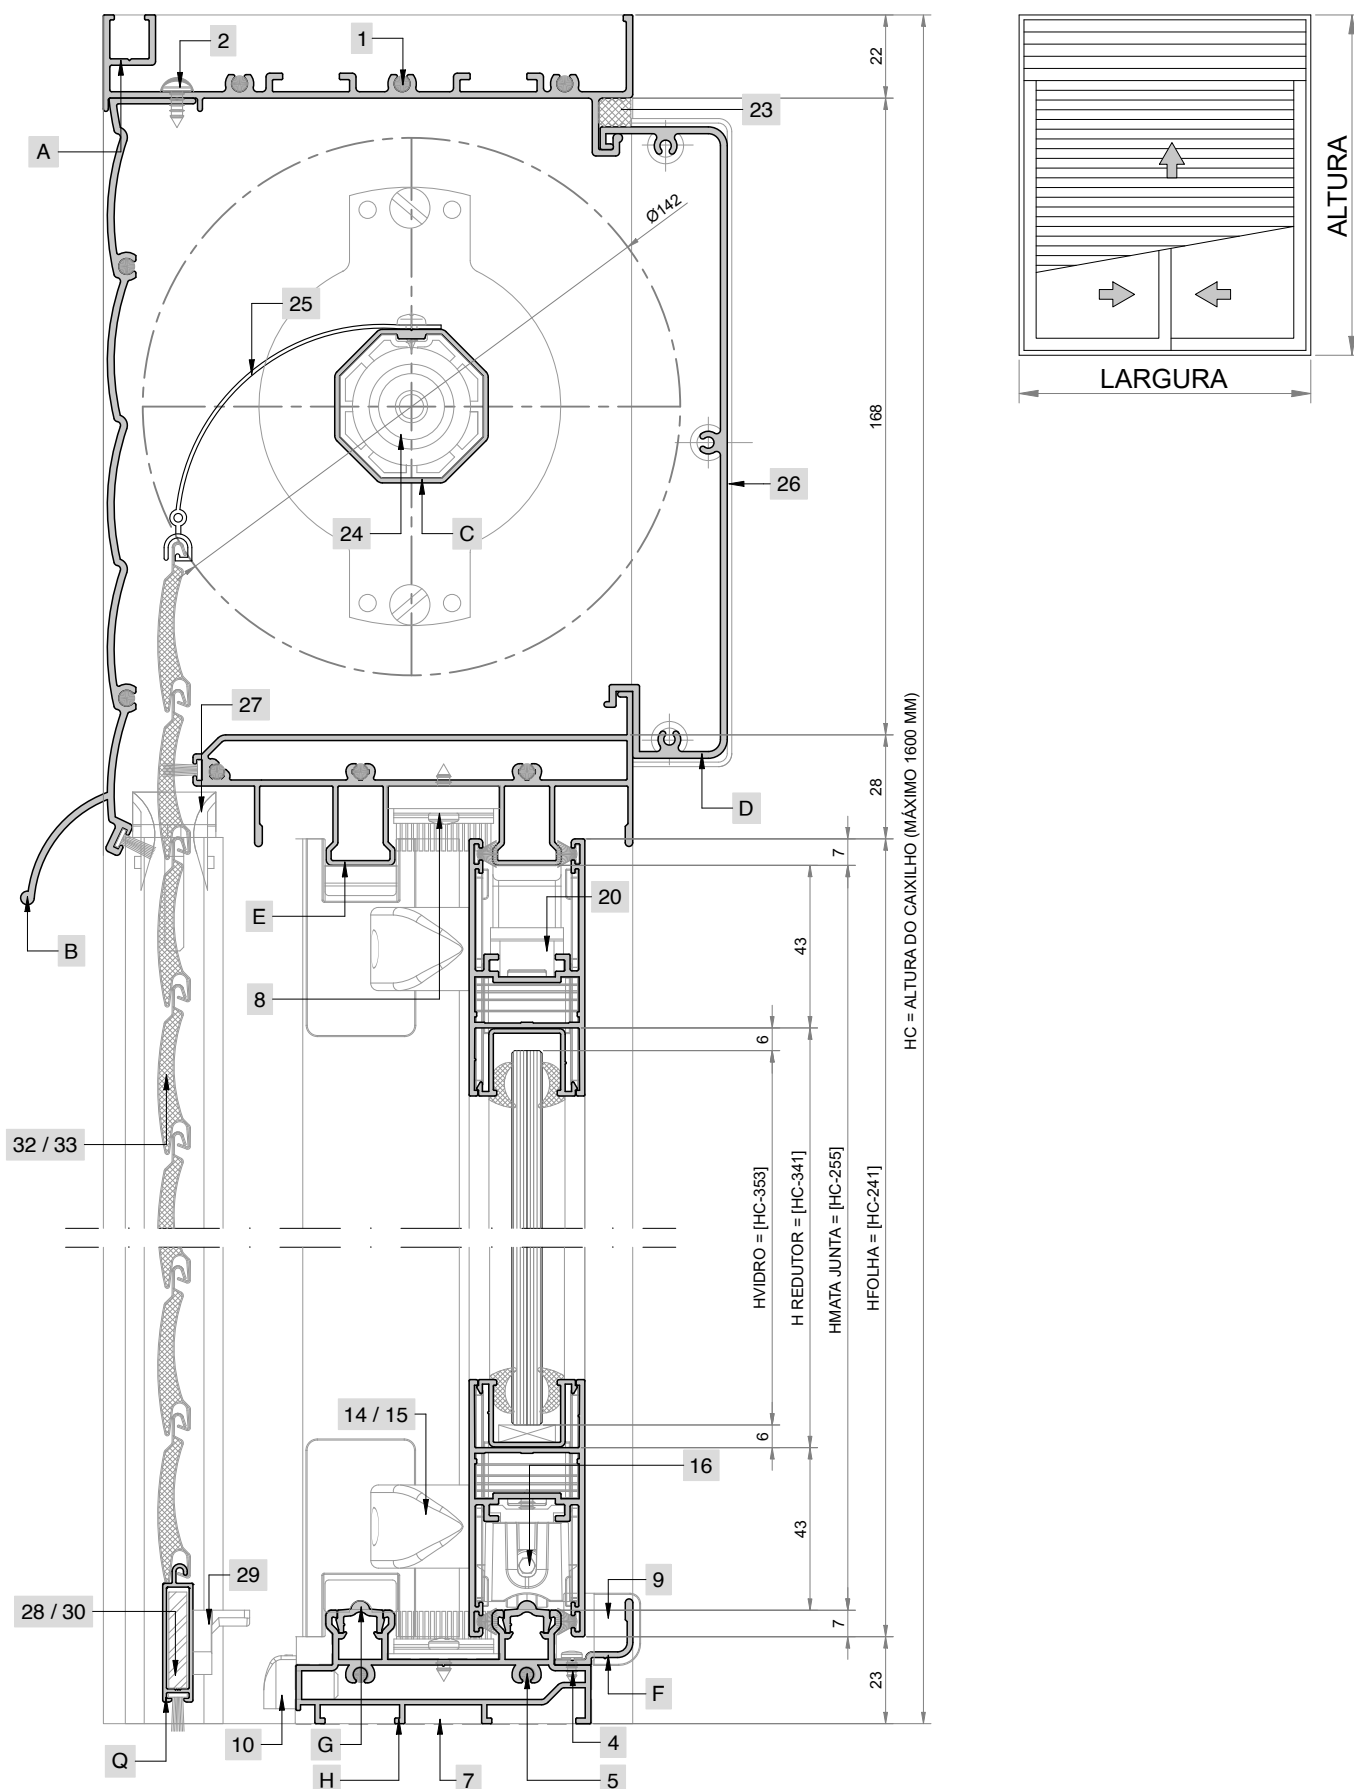 2
1
23
A
Ø142
25
24
C
26
27
D
E
20
B
8
32 / 33
14 / 15
16
29
9
28 / 30
Q
10
G
H
7
4
5
F
22
168
28
7
43
6
6
43
7
23
HVIDRO = [HC-353]
H REDUTOR = [HC-341]
HMATA JUNTA = [HC-255]
HFOLHA = [HC-241]
HC = ALTURA DO CAIXILHO (MÁXIMO 1600 MM)
ALTURA
LARGURA